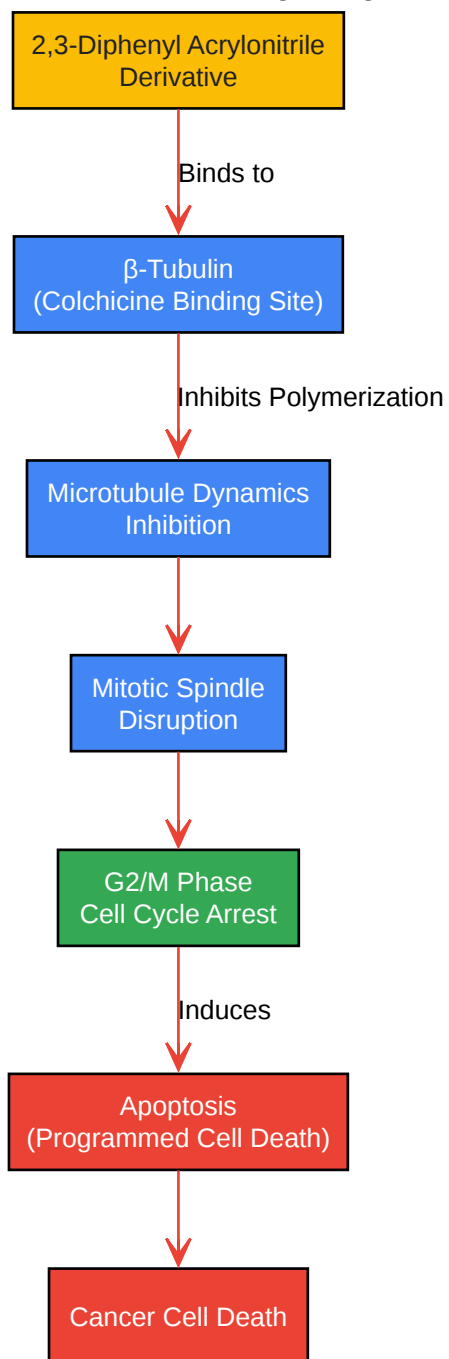 2,3-Diphenyl Acrylonitrile
Derivative
Binds to
β-Tubulin
(Colchicine Binding Site)
Inhibits Polymerization
Microtubule Dynamics
Inhibition
Mitotic Spindle
Disruption
G2/M Phase
Cell Cycle Arrest
Induces
Apoptosis
(Programmed Cell Death)
Cancer Cell Death